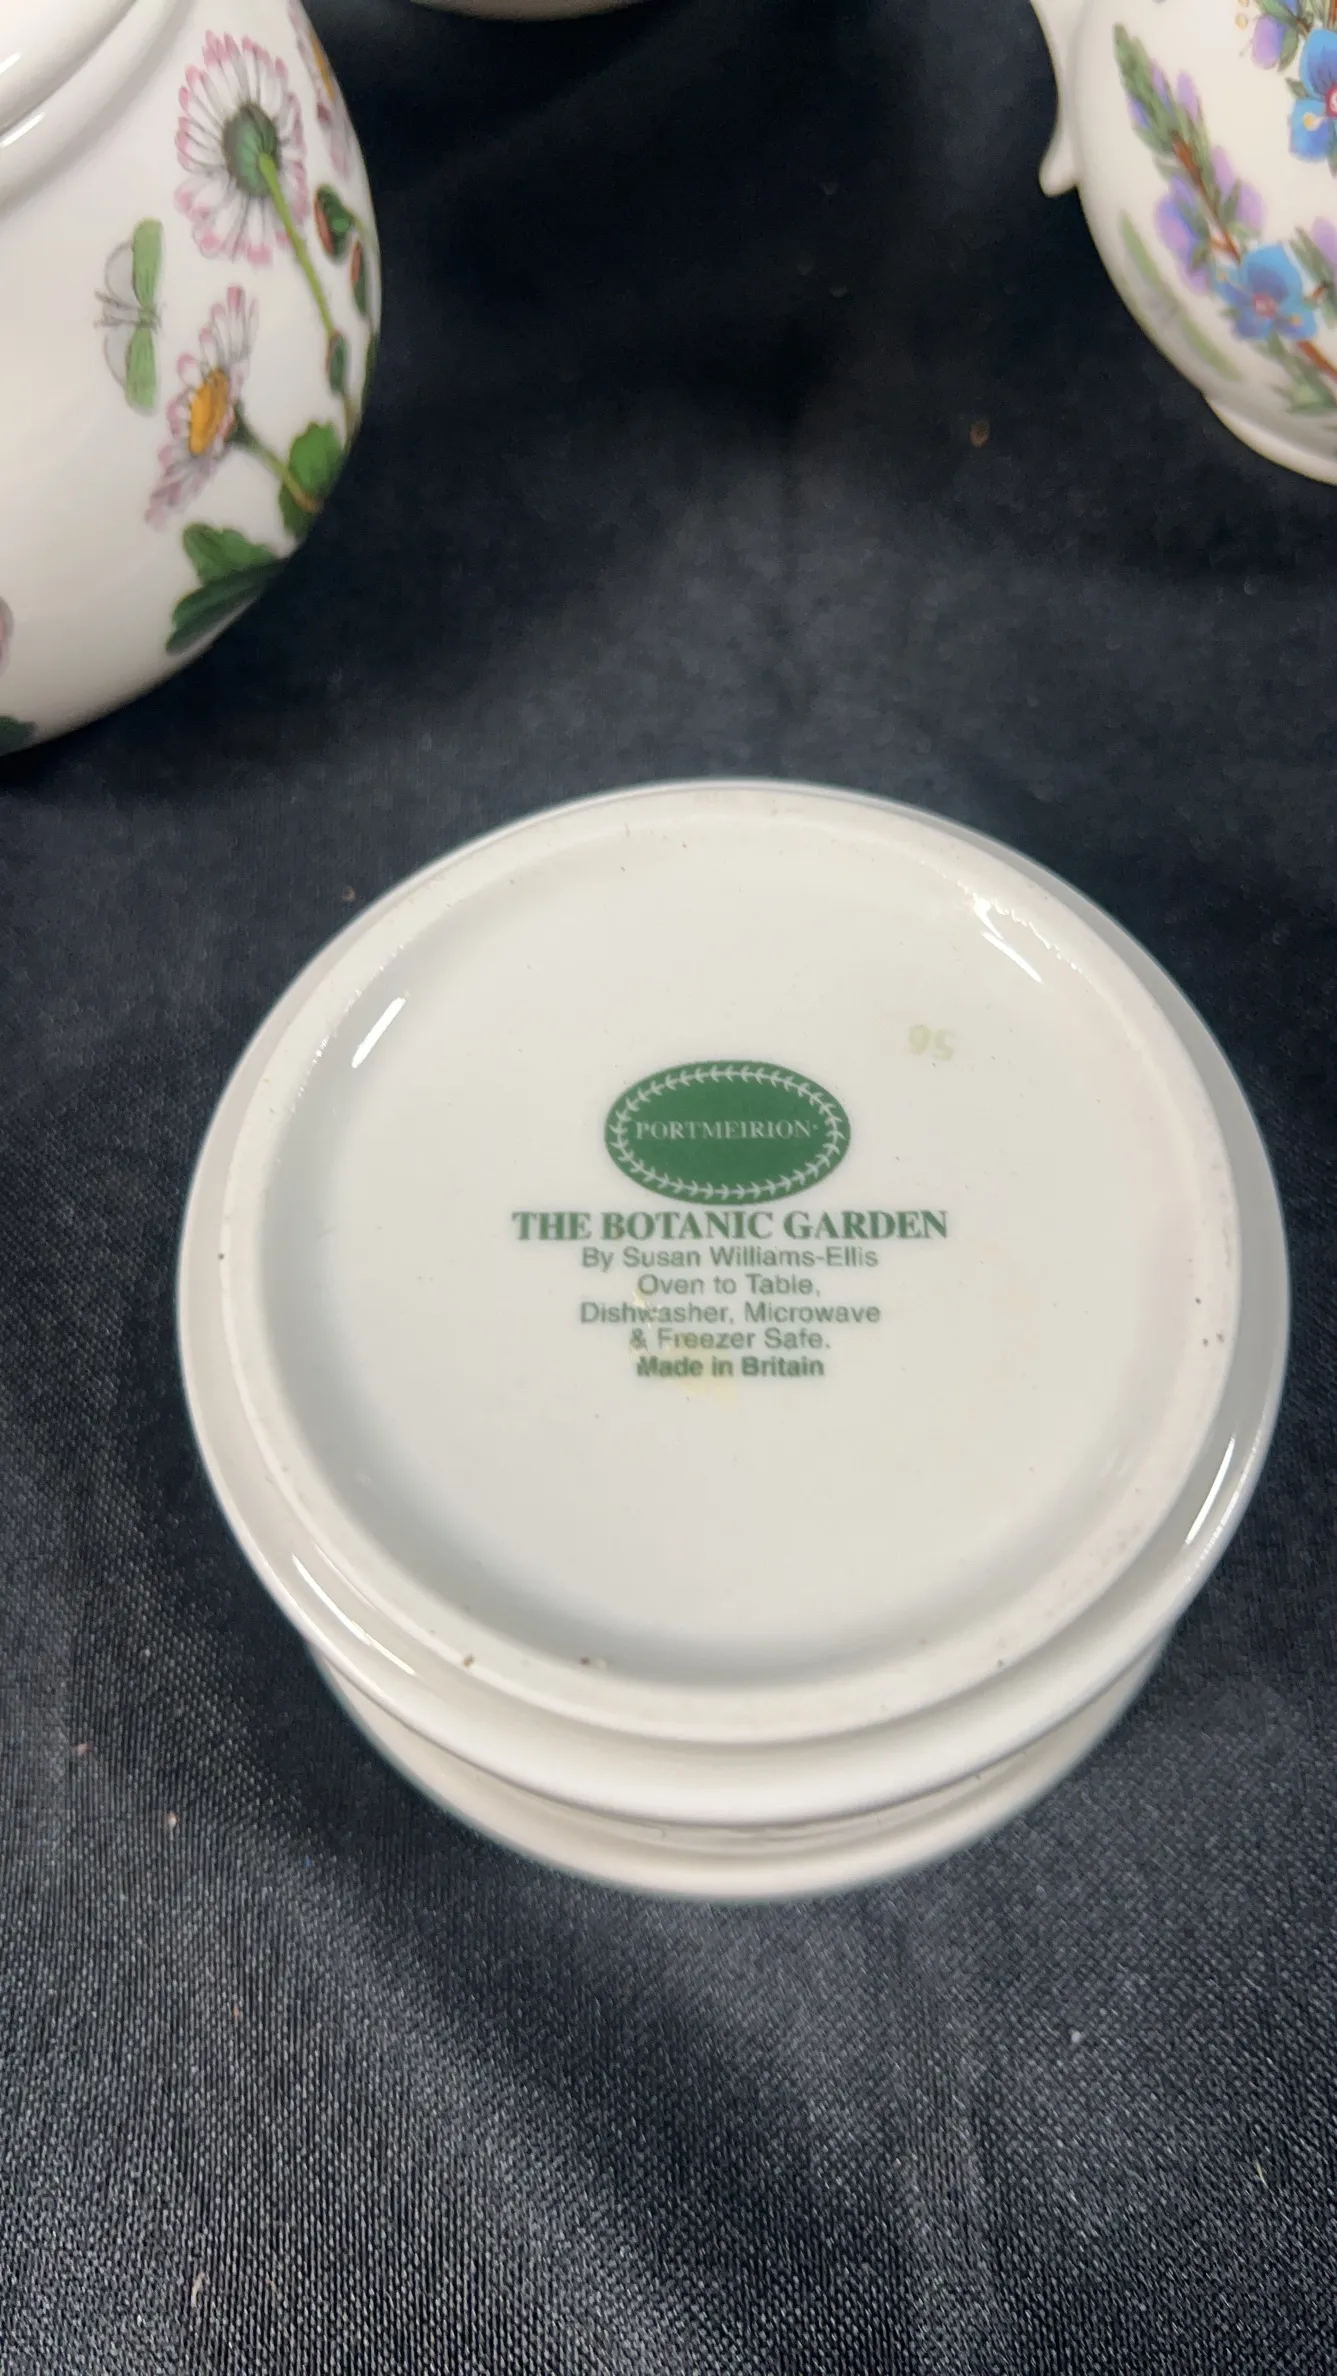 PORTMEIRION
THE BOTANIC GARDEN
By Susan Williams-Ellis
Oven to Table,
Dishwasher, Microwave
& Freezer Safe.
Made in Britain